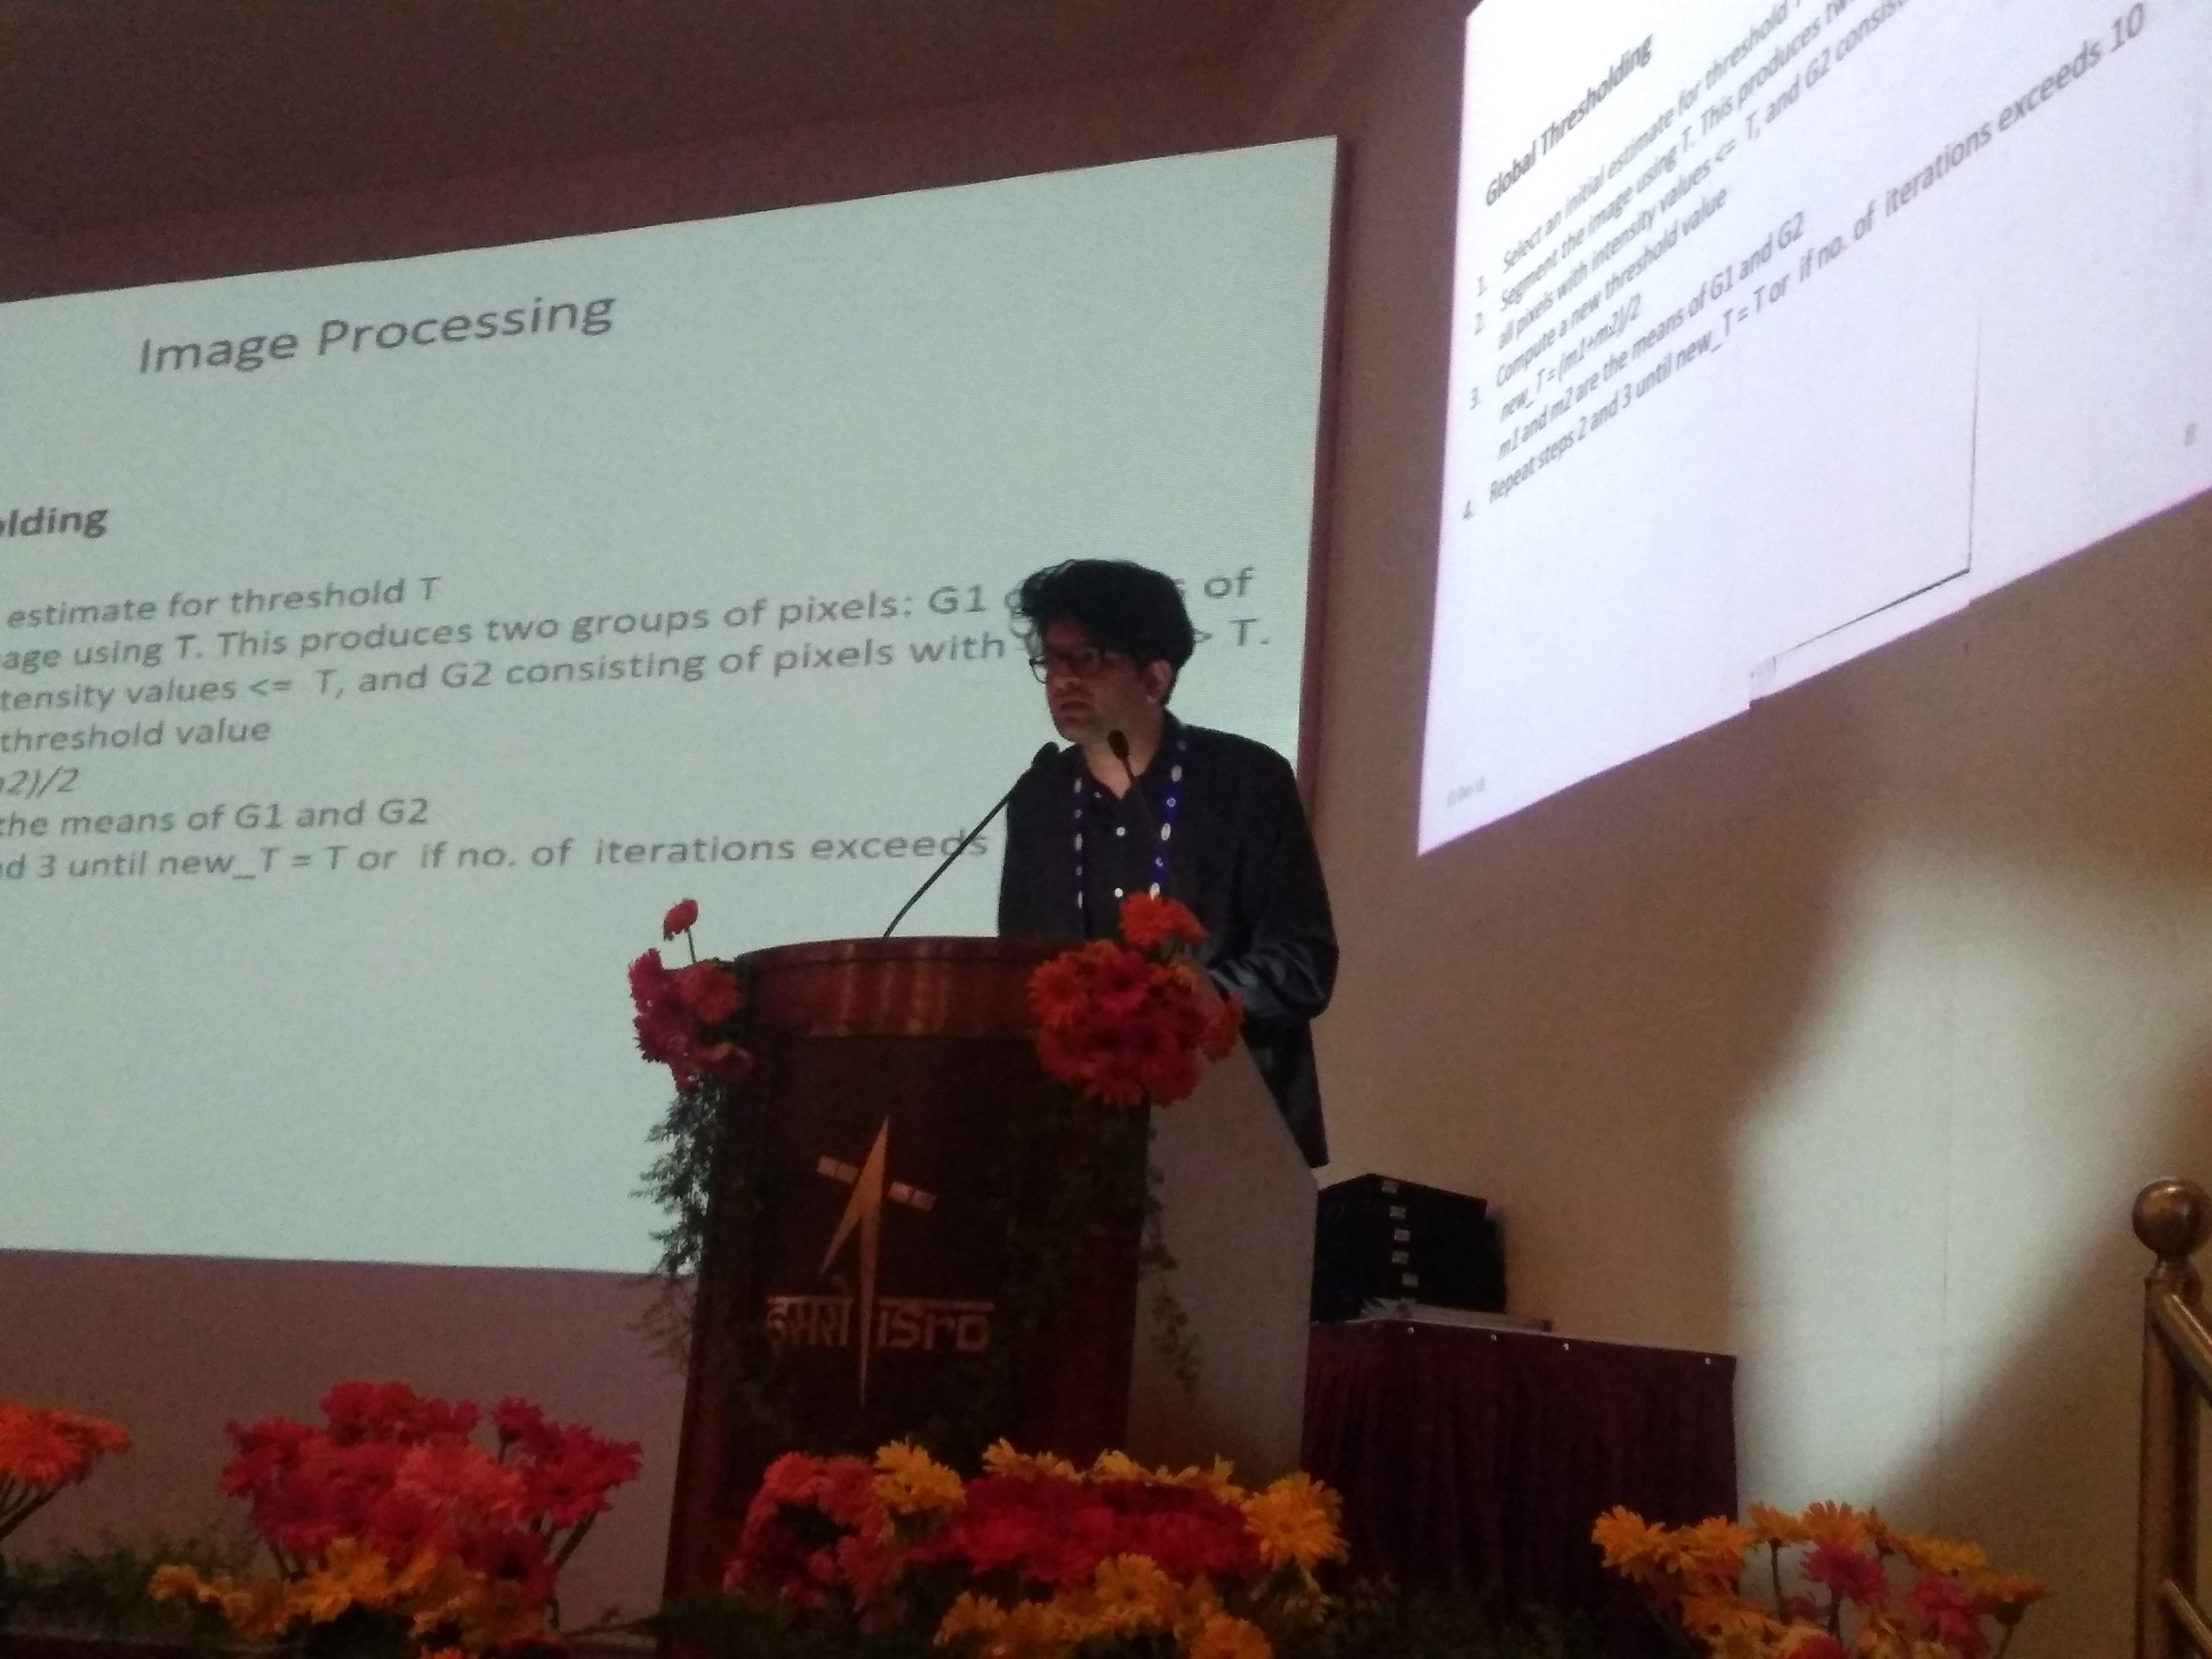 Image Processing
olding
estimate for threshold T
age using T. This produces two groups of pixels: G1 of
tensity values <= T, and G2 consisting of pixels with > T.
threshold value
m2)/2
the means of G1 and G2
ed 3 until new_T = T or if no. of iterations exceeds
Global Thresholding
1. Select an initial estimate for threshold
2. Segment the image using T. This produces tw
all pixels with intensity values <= T, and G2 consist
3. Compute a new threshold value
new_T = (m1+m2)/2
m1 and m2 are the means of G1 and G2
4. Repeat steps 2 and 3 until new_T = T or if no. of iterations exceeds 10
8
इसरो isro